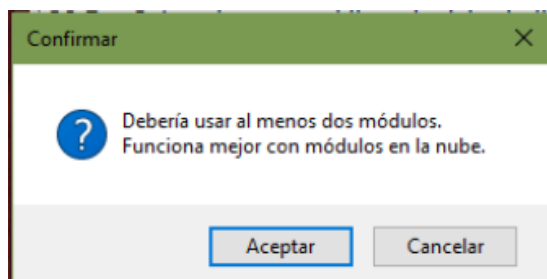 Confirmar
Debería usar al menos dos módulos.
Funciona mejor con módulos en la nube.
Aceptar
Cancelar